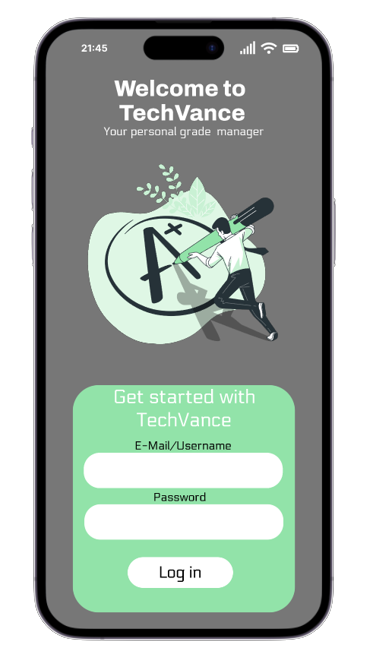 21:45
Welcome to
TechVance
Your personal grade manager
A+
Get started with
TechVance
E-Mail/Username
Password
Log in